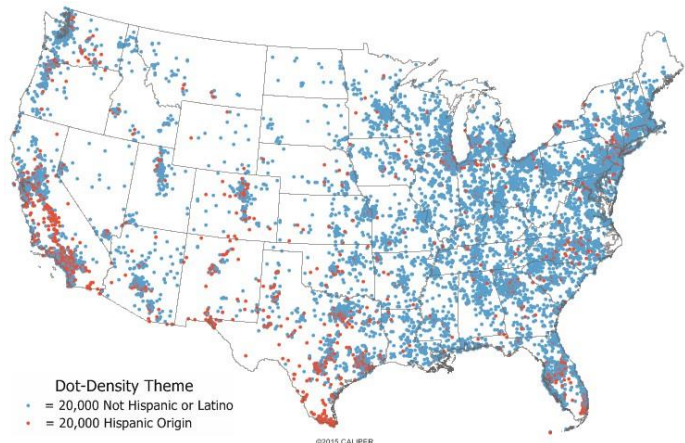 Dot-Density Theme
= 20,000 Not Hispanic or Latino
= 20,000 Hispanic Origin
©2015 CALIPER